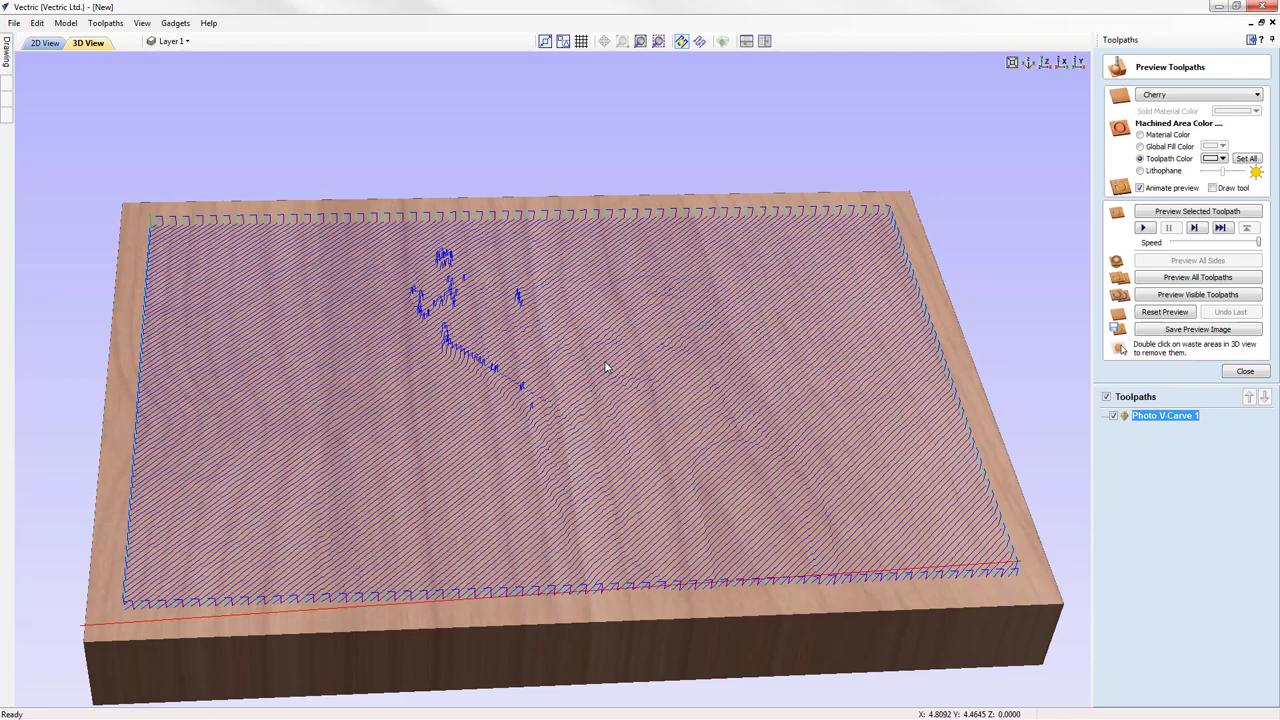 Vectric (Vectric Ltd.) - [New]
File Edit Model Toolpaths View Gadgets Help
2D View 3D View Layer 1
Drawing
Z X Y
Toolpaths
Preview Toolpaths
Cherry
Solid Material Color
Machined Area Color ....
Material Color
Global Fill Color
Toolpath Color Set All
Lithophane
Animate preview Draw tool
Preview Selected Toolpath
Speed
Preview All Sides
Preview All Toolpaths
Preview Visible Toolpaths
Reset Preview Undo Last
Save Preview Image
Double click on waste areas in 3D view
to remove them.
Close
Toolpaths
Photo V-Carve 1
Ready
X: 4.8092 Y: 4.4645 Z: 0.0000